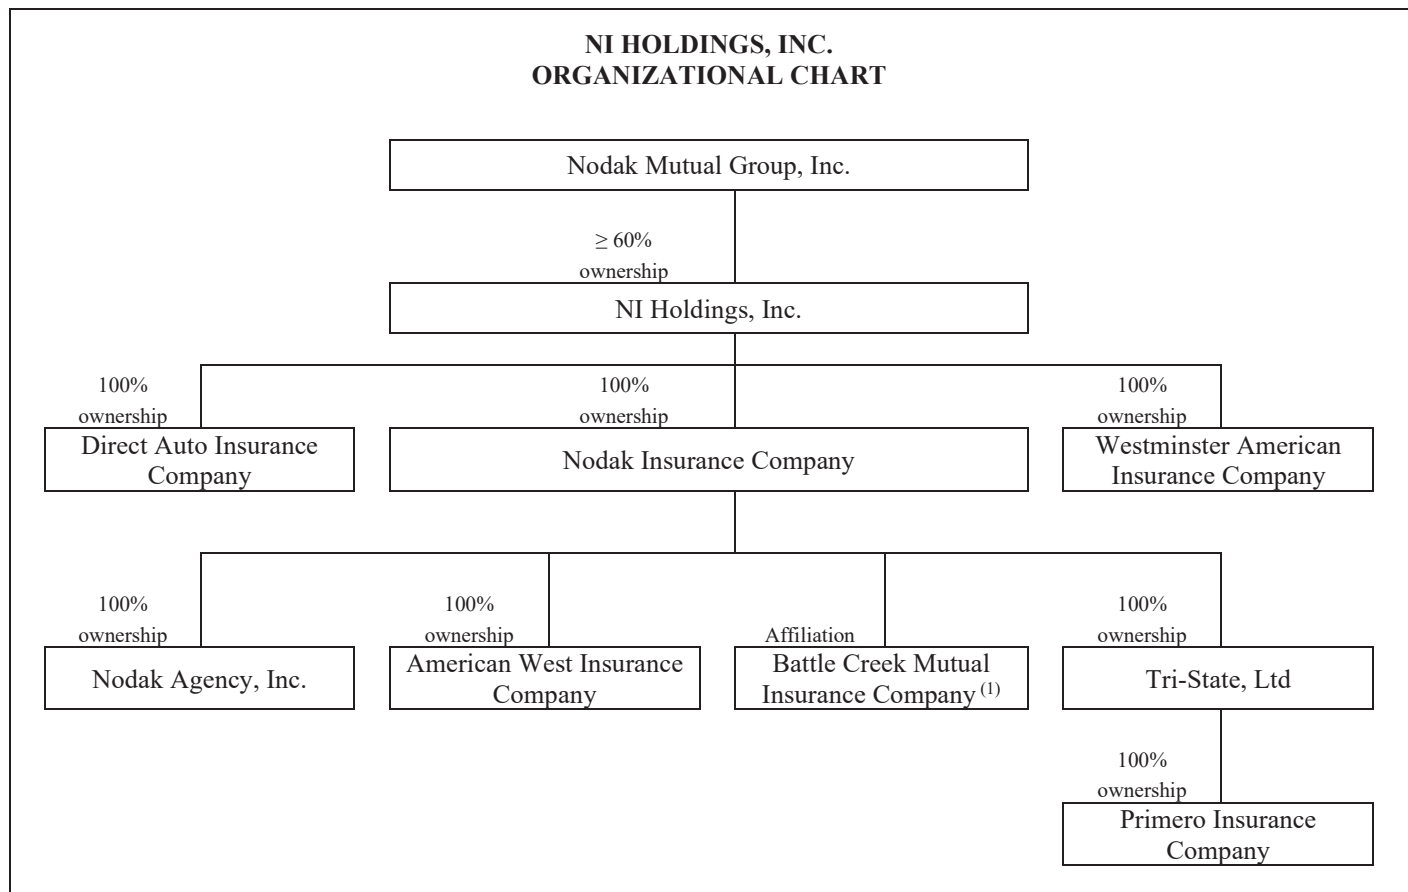 NI HOLDINGS, INC.
ORGANIZATIONAL CHART
Nodak Mutual Group, Inc.
≥ 60%
ownership
NI Holdings, Inc.
100%
ownership
100%
ownership
100%
ownership
Direct Auto Insurance
Company
Nodak Insurance Company
Westminster American
Insurance Company
100%
ownership
100%
ownership
Affiliation
100%
ownership
Nodak Agency, Inc.
American West Insurance
Company
Battle Creek Mutual
Insurance Company (1)
Tri-State, Ltd
100%
ownership
Primero Insurance
Company